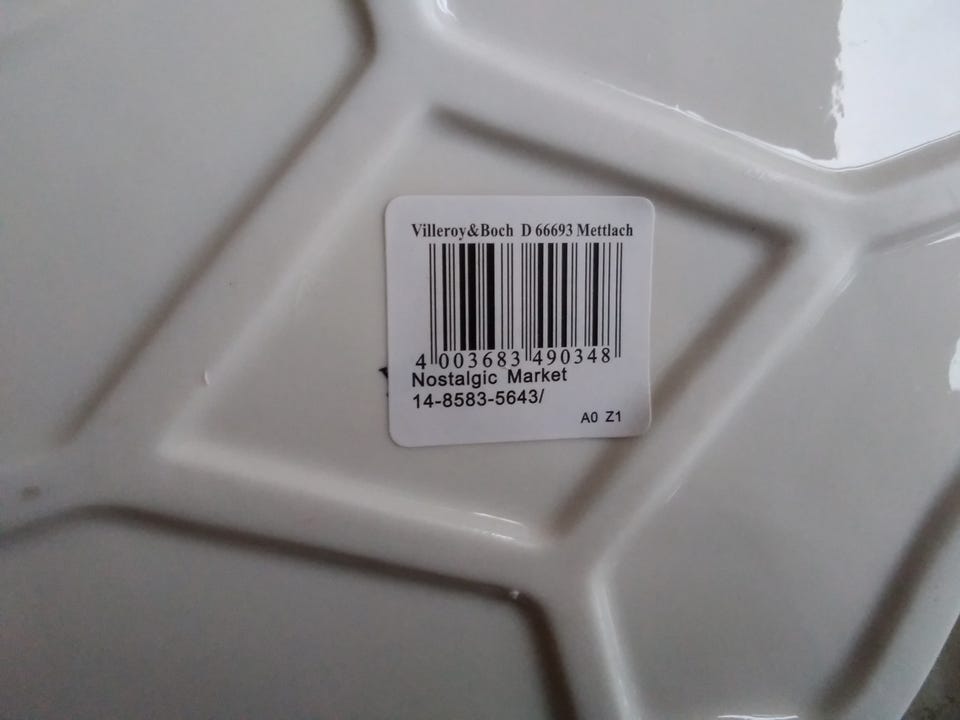 Villeroy&Boch D 66693 Mettlach
4 003683 490348
Nostalgic Market
14-8583-5643/
A0 Z1